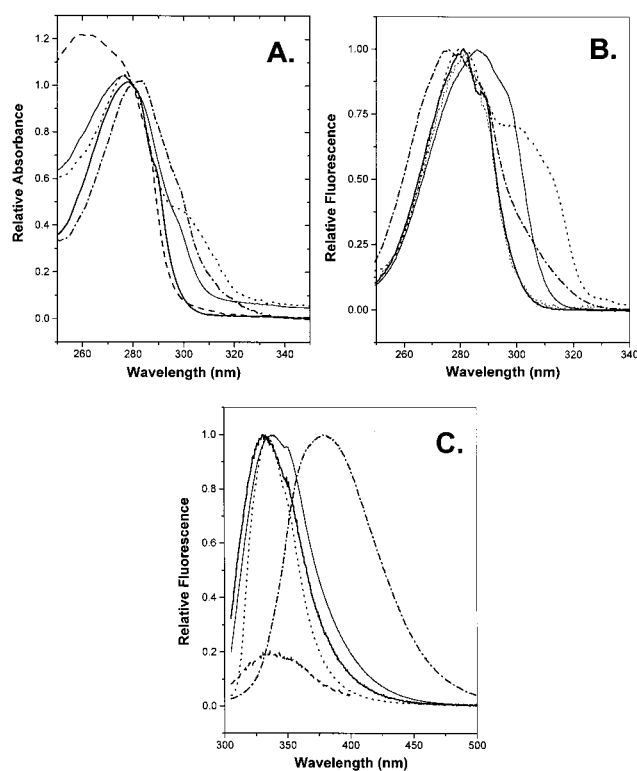 A.
Relative Absorbance
1.2
1.0
0.8
0.6
0.4
0.2
0.0
260 280 300 320 340
Wavelength (nm)
B.
Relative Fluorescence
1.00
0.75
0.50
0.25
0.00
260 280 300 320 340
Wavelength (nm)
C.
Relative Fluorescence
1.0
0.8
0.6
0.4
0.2
0.0
300 350 400 450 500
Wavelength (nm)